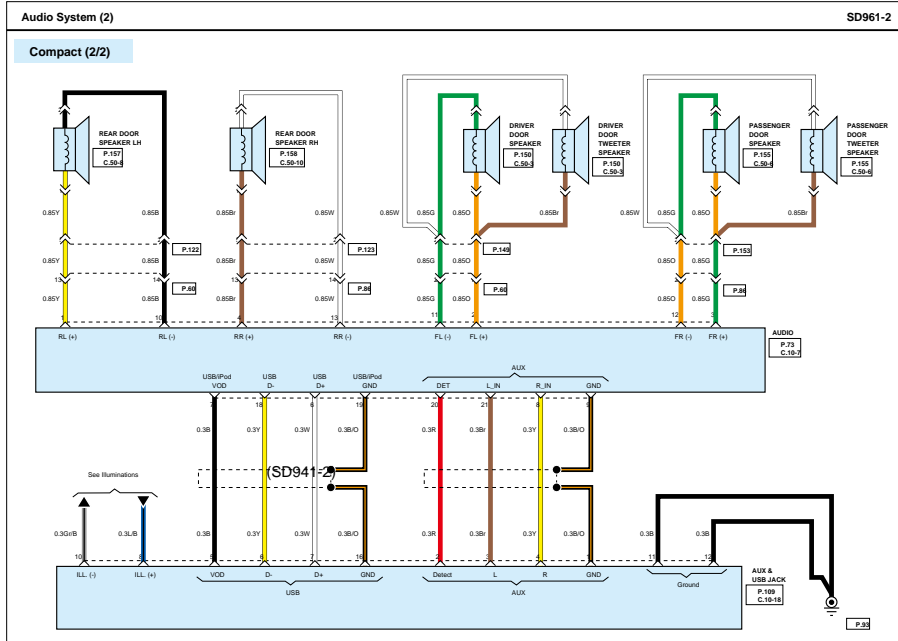 Audio System (2)
SD961-2
Compact (2/2)
REAR DOOR
SPEAKER LH
P.157
C.50-8
REAR DOOR
SPEAKER RH
P.158
C.50-10
DRIVER
DOOR
SPEAKER
P.150
C.50-3
DRIVER
DOOR
TWEETER
SPEAKER
P.150
C.50-3
PASSENGER
DOOR
SPEAKER
P.155
C.50-6
PASSENGER
DOOR
TWEETER
SPEAKER
P.155
C.50-6
0.85Y 0.85B 0.85Br 0.85W 0.85W 0.85G 0.85O 0.85Br 0.85W 0.85G 0.85O 0.85Br
P.122 P.123 P.149 P.153
0.85Y 0.85B 0.85Br 0.85W 0.85G 0.85O 0.85O 0.85G
13 14 13 14
P.60 P.86 P.60 P.86
0.85Y 0.85B 0.85Br 0.85W 0.85G 0.85O 0.85O 0.85G
1 10 4 13 11 2 12 3
RL (+) RL (-) RR (+) RR (-) FL (-) FL (+) FR (-) FR (+)
AUDIO
P.73
C.10-7
USB/iPod
VOD
USB
D-
USB
D+
USB/iPod
GND
AUX
DET L_IN R_IN GND
7 18 6 19 20 21 8 9
0.3B 0.3Y 0.3W 0.3B/O 0.3R 0.3Br 0.3Y 0.3B/O
(SD941-2)
See Illuminations
0.3Gr/B 0.3L/B 0.3B 0.3Y 0.3W 0.3B/O 0.3R 0.3Br 0.3Y 0.3B/O 0.3B 0.3B
10 8 5 6 7 16 2 3 4 1 11 12
ILL. (-) ILL. (+) VOD D- D+ GND Detect L R GND
USB
AUX
Ground
AUX &
USB JACK
P.109
C.10-18
P.93